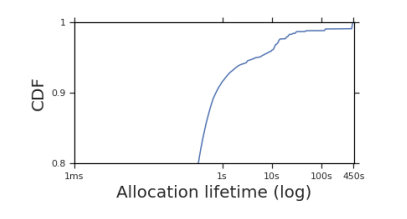 1
CDF
0.9
0.8
1ms
1s
10s
100s
450s
Allocation lifetime (log)